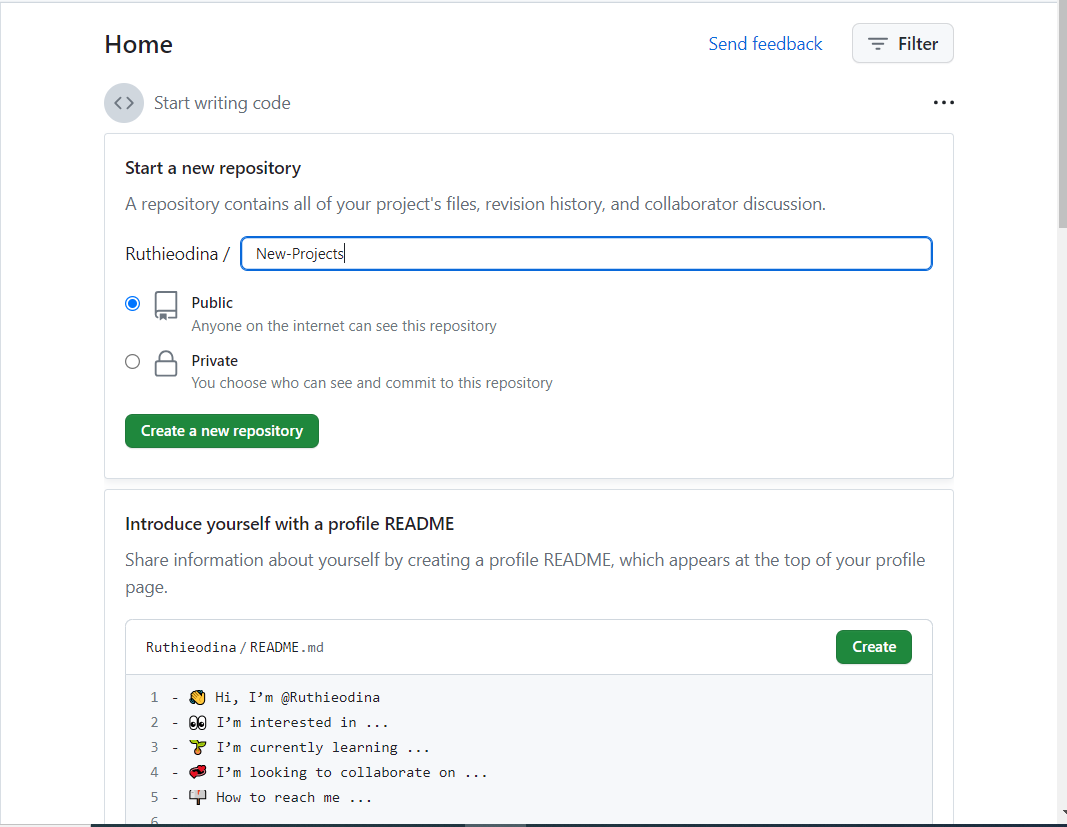 Home
Send feedback
Filter
Start writing code
Start a new repository
A repository contains all of your project's files, revision history, and collaborator discussion.
Ruthieodina / New-Projects
Public
Anyone on the internet can see this repository
Private
You choose who can see and commit to this repository
Create a new repository
Introduce yourself with a profile README
Share information about yourself by creating a profile README, which appears at the top of your profile
page.
Ruthieodina / README.md
Create
1 - 👋 Hi, I’m @Ruthieodina
2 - 👀 I’m interested in ...
3 - 🌱 I’m currently learning ...
4 - 💞️ I’m looking to collaborate on ...
5 - 📫 How to reach me ...
6